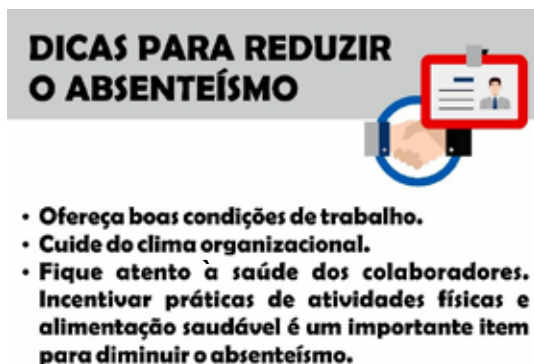 DICAS PARA REDUZIR
O ABSENTEÍSMO
• Ofereça boas condições de trabalho.
• Cuide do clima organizacional.
• Fique atento à saúde dos colaboradores.
Incentivar práticas de atividades físicas e
alimentação saudável é um importante item
para diminuir o absenteísmo.